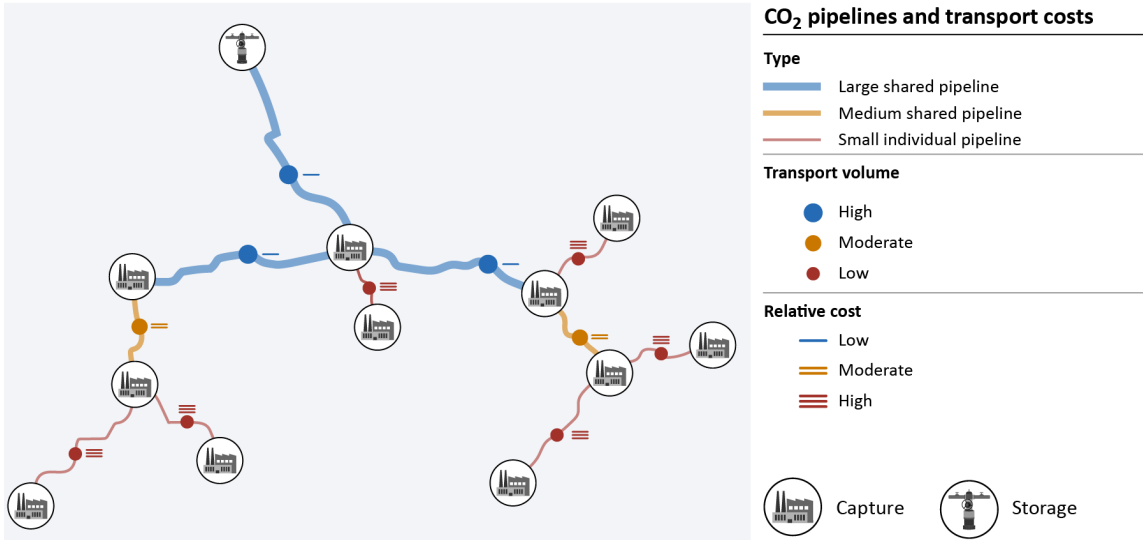 CO₂ pipelines and transport costs
Type
Large shared pipeline
Medium shared pipeline
Small individual pipeline
Transport volume
High
Moderate
Low
Relative cost
Low
Moderate
High
Capture
Storage